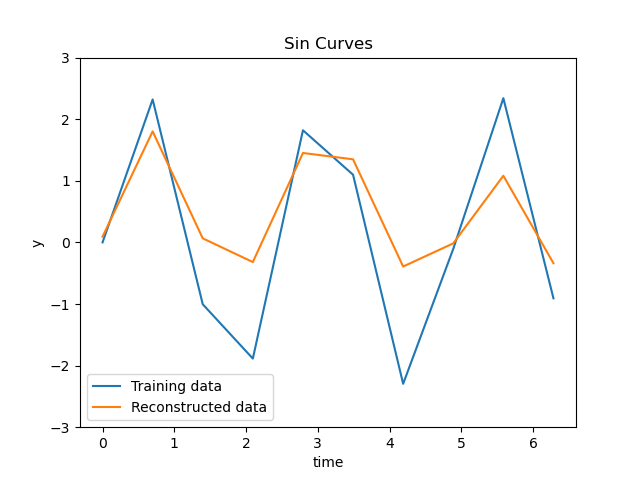 Sin Curves
3
2
1
0
−1
−2
−3
y
0 1 2 3 4 5 6
time
Training data
Reconstructed data